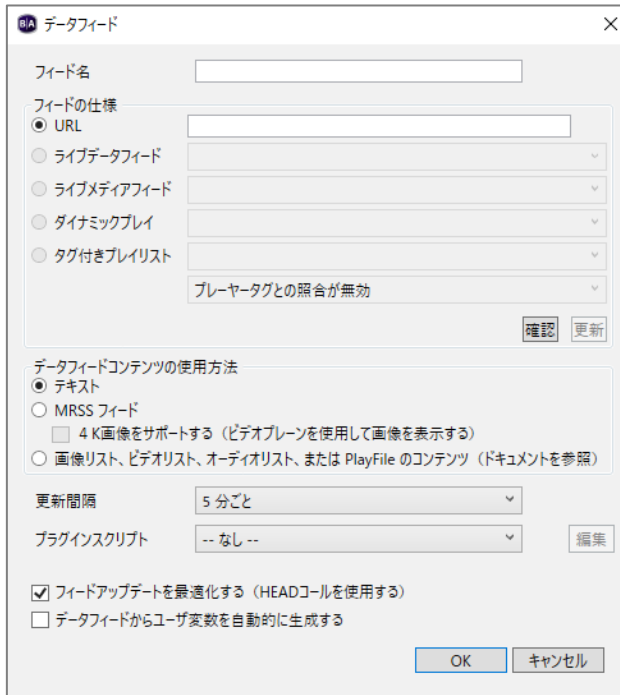 B|A データフィード
フィード名
フィードの仕様
URL
ライブデータフィード
ライブメディアフィード
ダイナミックプレイ
タグ付きプレイリスト
プレーヤータグとの照合が無効
確認 更新
データフィードコンテンツの使用方法
テキスト
MRSS フィード
4 K画像をサポートする（ビデオプレーンを使用して画像を表示する）
画像リスト、ビデオリスト、オーディオリスト、または PlayFile のコンテンツ（ドキュメントを参照）
更新間隔 5 分ごと
プラグインスクリプト -- なし -- 編集
フィードアップデートを最適化する（HEADコールを使用する）
データフィードからユーザ変数を自動的に生成する
OK キャンセル